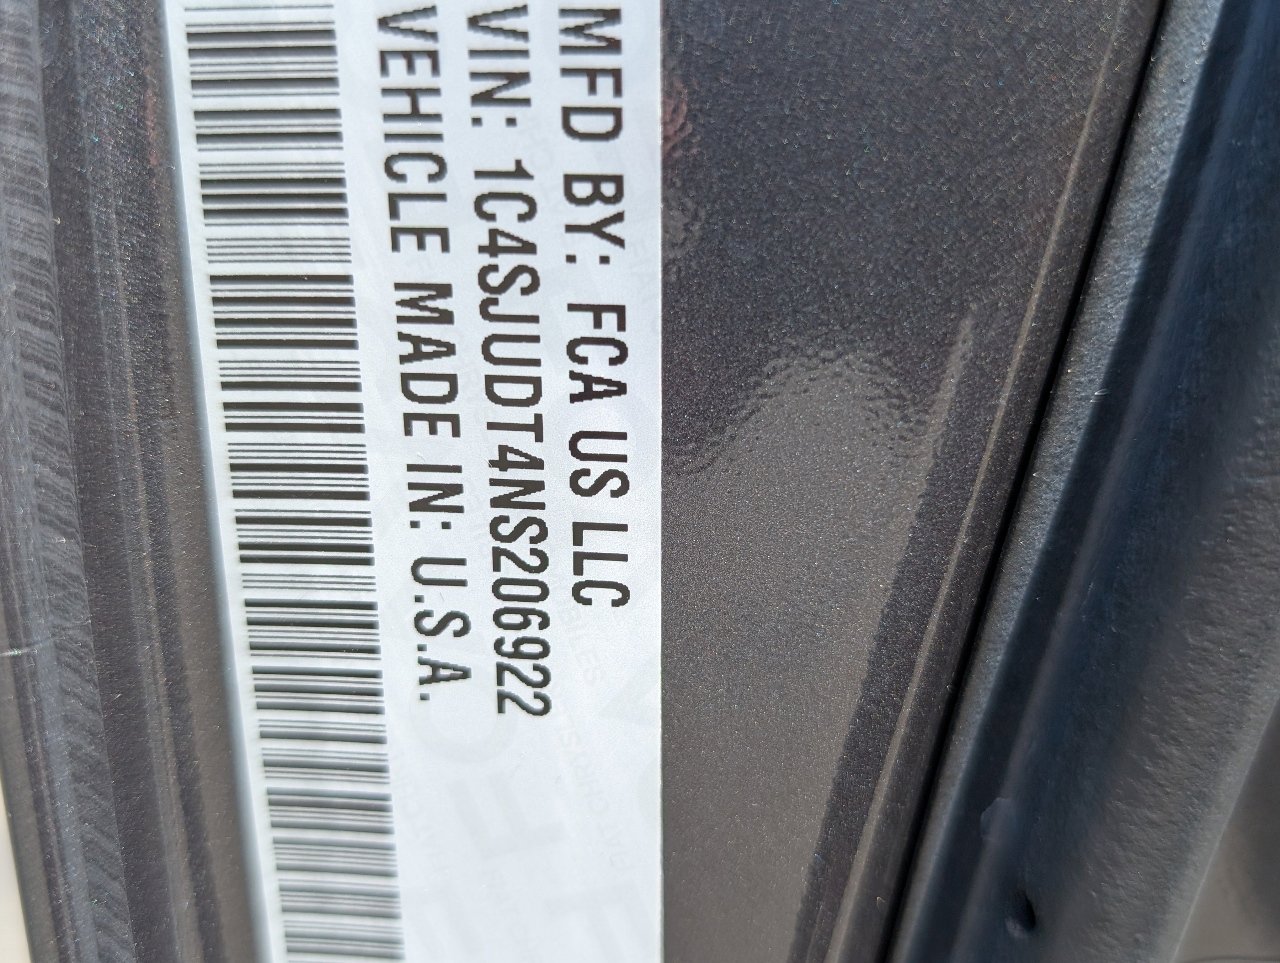 MFD BY: FCA US LLC
VIN: 1C4SJUDT4NS206922
VEHICLE MADE IN: U.S.A.